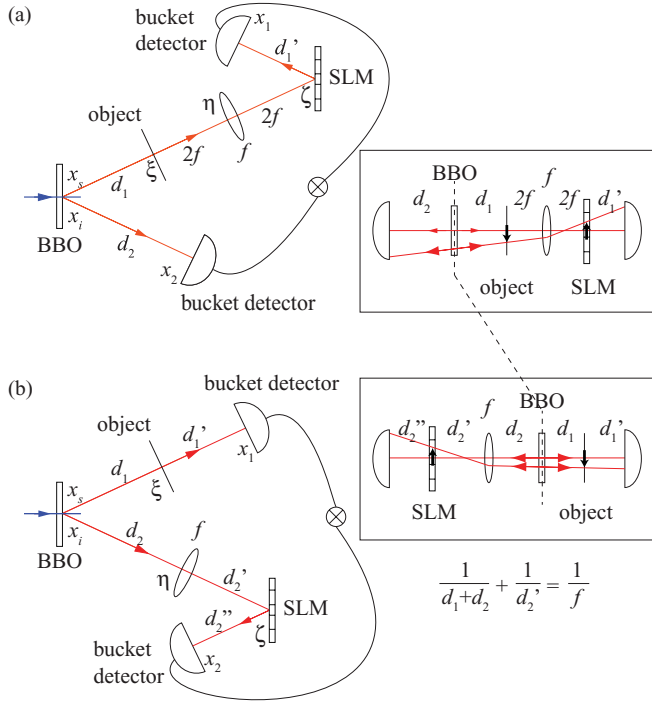 (a)
bucket
detector
x₁
d₁’
SLM
ζ
object
η
2f
f
2f
ξ
d₁
xₛ
xᵢ
BBO
d₂
x₂
bucket detector
BBO
d₂
d₁
2f
f
2f
d₁’
object
SLM
(b)
bucket detector
object
d₁’
x₁
d₁
ξ
xₛ
xᵢ
BBO
d₂
f
η
d₂’
SLM
d₂’’
ζ
bucket
detector
x₂
BBO
d₂’’
d₂’
f
d₂
d₁
d₁’
SLM
object
1/(d₁+d₂) + 1/d₂’ = 1/f